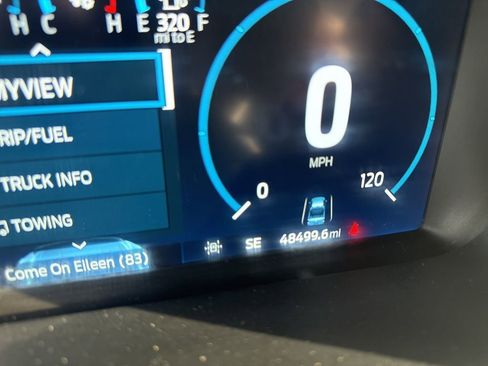 H C H E 320 F
mi to E
MYVIEW
RIP/FUEL
TRUCK INFO
TOWING
0
MPH
0 120
SE 48499.6 mi
Come On Eileen (83)